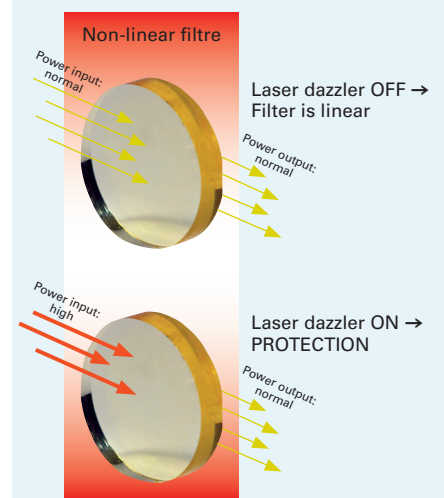 Non-linear filtre
Power input:
normal
Laser dazzler OFF →
Filter is linear
Power output:
normal
Power input:
high
Laser dazzler ON →
PROTECTION
Power output:
normal